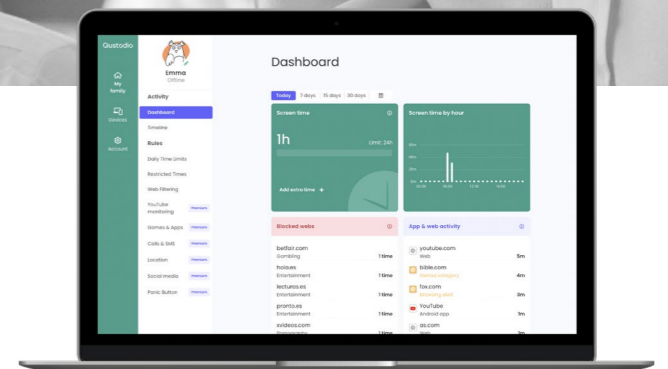 Qustodio
My
family
Devices
Account
Emma
Offline
Activity
Dashboard
Timeline
Rules
Daily Time Limits
Restricted Times
Web Filtering
YouTube
monitoring
Premium
Games & Apps
Premium
Calls & SMS
Premium
Location
Premium
Social media
Premium
Panic Button
Premium
Dashboard
Today 7 days 15 days 30 days
Screen time
1h
Limit: 24h
Add extra time +
Screen time by hour
Blocked webs
betfair.com
Gambling 1 time
hola.es
Entertainment 1 time
lecturas.es
Entertainment 1 time
pronto.es
Entertainment 1 time
xvideos.com
App & web activity
youtube.com
Web 5m
bible.com
4m
fox.com
3m
YouTube
Android app 1m
as.com
Web 1m